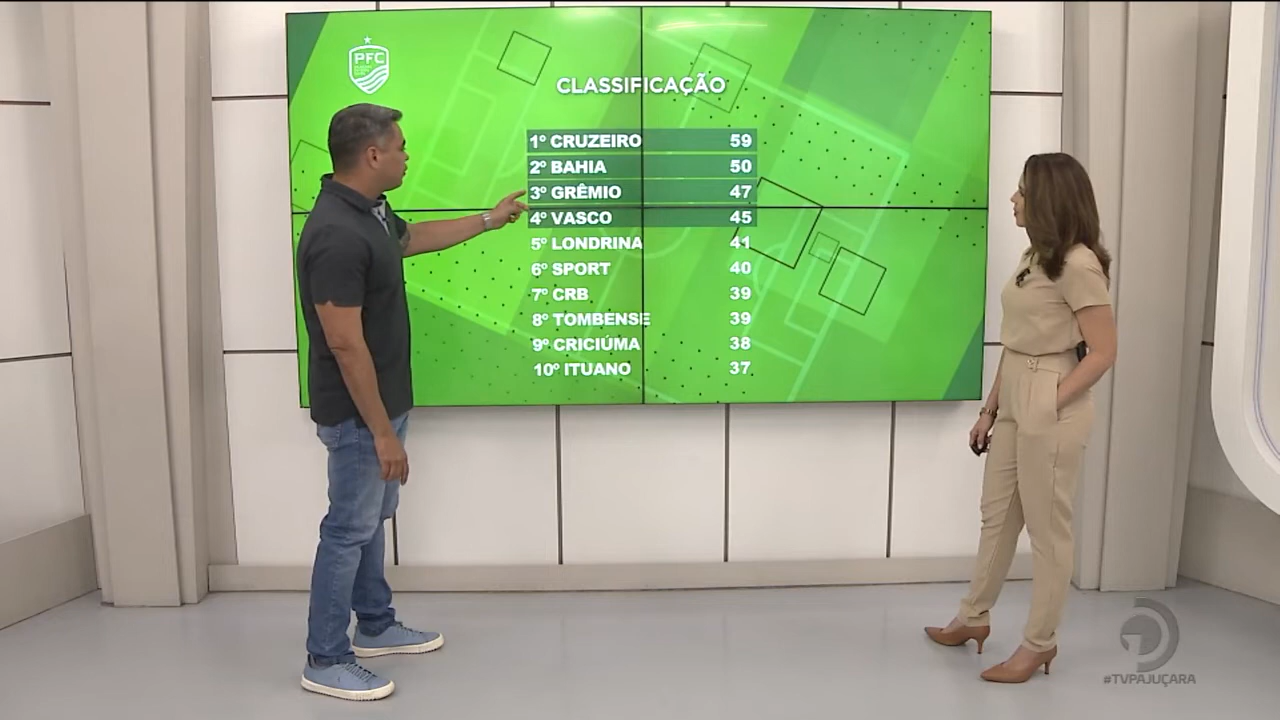 PFC
CLASSIFICAÇÃO
1º CRUZEIRO 59
2º BAHIA 50
3º GRÊMIO 47
4º VASCO 45
5º LONDRINA 41
6º SPORT 40
7º CRB 39
8º TOMBENSE 39
9º CRICIÚMA 38
10º ITUANO 37
#TVPAJUÇARA